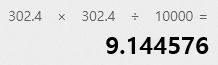 302.4 × 302.4 ÷ 10000 =
9.144576